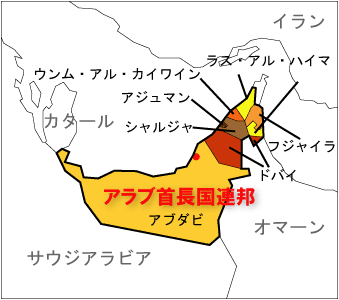 イラン
ラス・アル・ハイマ
ウンム・アル・カイワイン
アジュマン
カタール
シャルジャ
フジャイラ
ドバイ
アラブ首長国連邦
アブダビ
オマーン
サウジアラビア